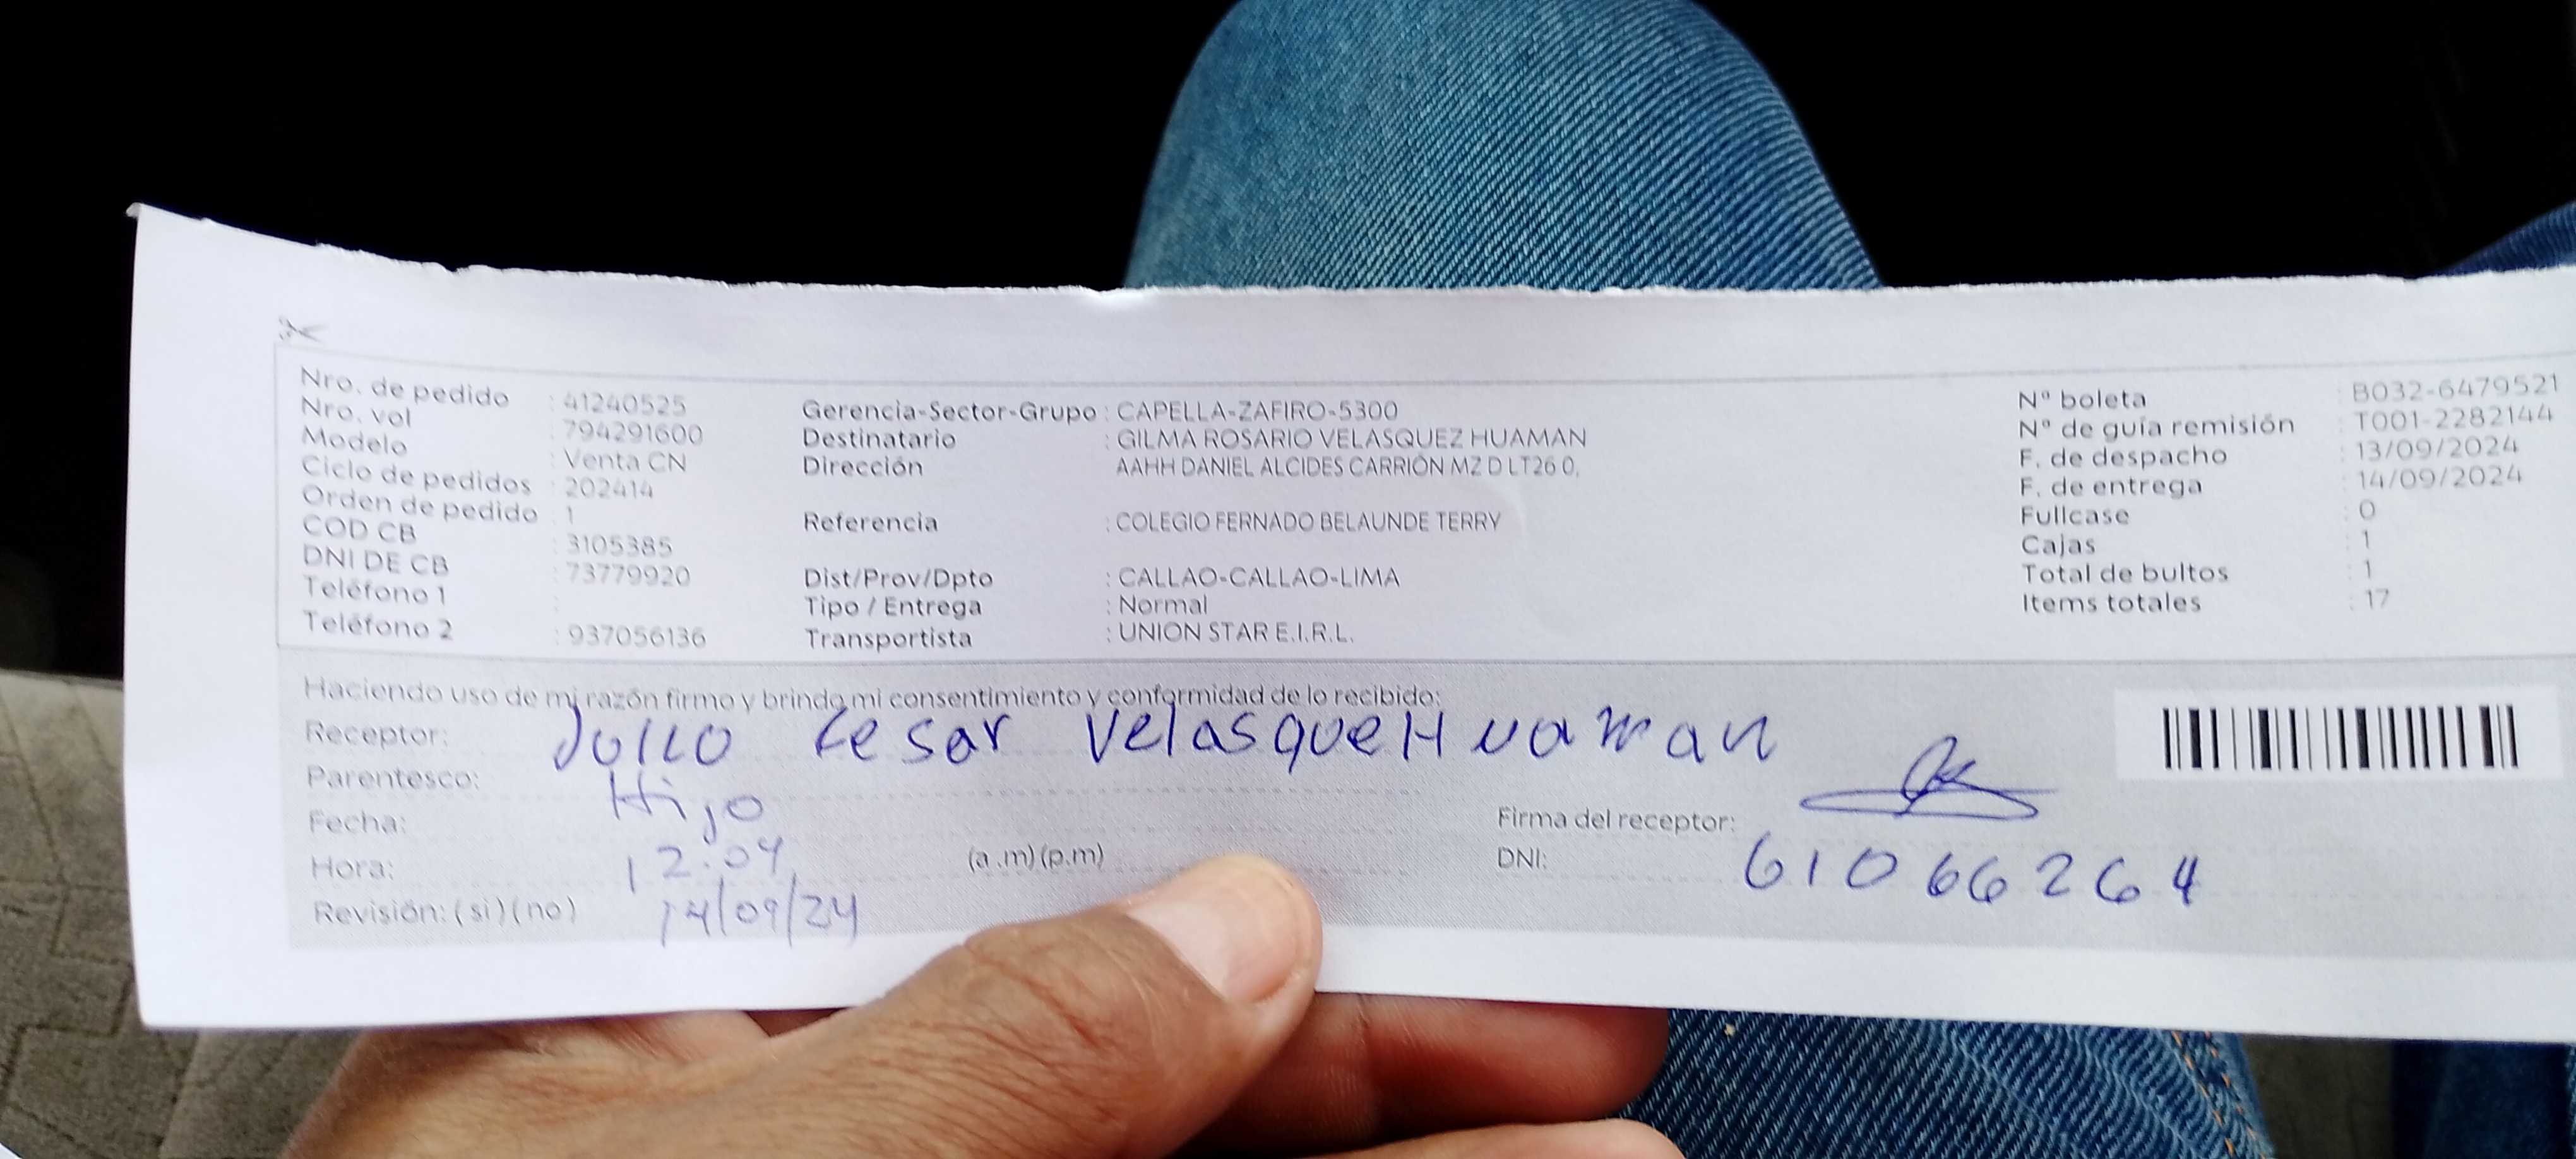 Nro. de pedido : 41240525
Nro. vol : 794291600
Modelo : Venta CN
Ciclo de pedidos : 202414
Orden de pedido : 1
COD CB : 3105385
DNI DE CB : 73779920
Teléfono 1 :
Teléfono 2 : 937056136
Gerencia-Sector-Grupo : CAPELLA-ZAFIRO-5300
Destinatario : GILMA ROSARIO VELASQUEZ HUAMAN
Dirección AAHH DANIEL ALCIDES CARRIÓN MZ D LT26 0,
Referencia : COLEGIO FERNADO BELAUNDE TERRY
Dist/Prov/Dpto : CALLAO-CALLAO-LIMA
Tipo / Entrega : Normal
Transportista : UNION STAR E.I.R.L.
Nº boleta : B032-6479521
Nº de guía remisión : T001-2282144
F. de despacho : 13/09/2024
F. de entrega : 14/09/2024
Fullcase : 0
Cajas : 1
Total de bultos : 1
Items totales : 17
Haciendo uso de mi razón firmo y brindo mi consentimiento y conformidad de lo recibido:
Receptor: Julio Cesar Velasque Huaman
Parentesco: Hijo
Fecha:
Hora: 12:04 (a .m) (p.m)
Revisión: ( si ) ( no ) 14/09/24
Firma del receptor:
DNI: 61066264